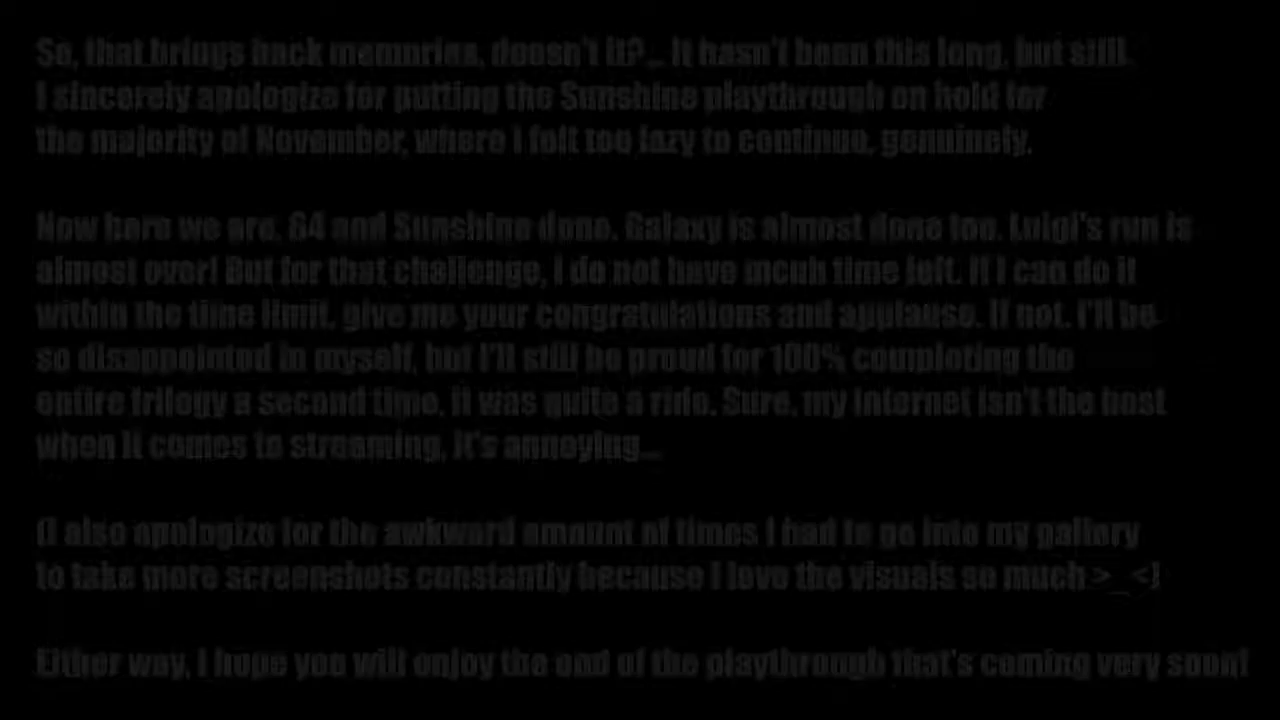 So, that brings back memories, doesn't it?... It hasn't been this long, but still.
I sincerely apologize for putting the Sunshine playthrough on hold for
the majority of November, where I felt too lazy to continue, genuinely.
Now here we are. 64 and Sunshine done. Galaxy is almost done too. Luigi's run is
almost over! But for that challenge, I do not have mcuh time left. If I can do it
within the time limit, give me your congratulations and applause. If not, I'll be
so disappointed in myself, but I'll still be proud for 100% completing the
entire trilogy a second time, it was quite a ride. Sure, my internet isn't the best
when it comes to streaming, it's annoying...
(I also apologize for the awkward amount of times I had to go into my gallery
to take more screenshots constantly because I love the visuals so much >_<)
Either way, I hope you will enjoy the end of the playthrough that's coming very soon!